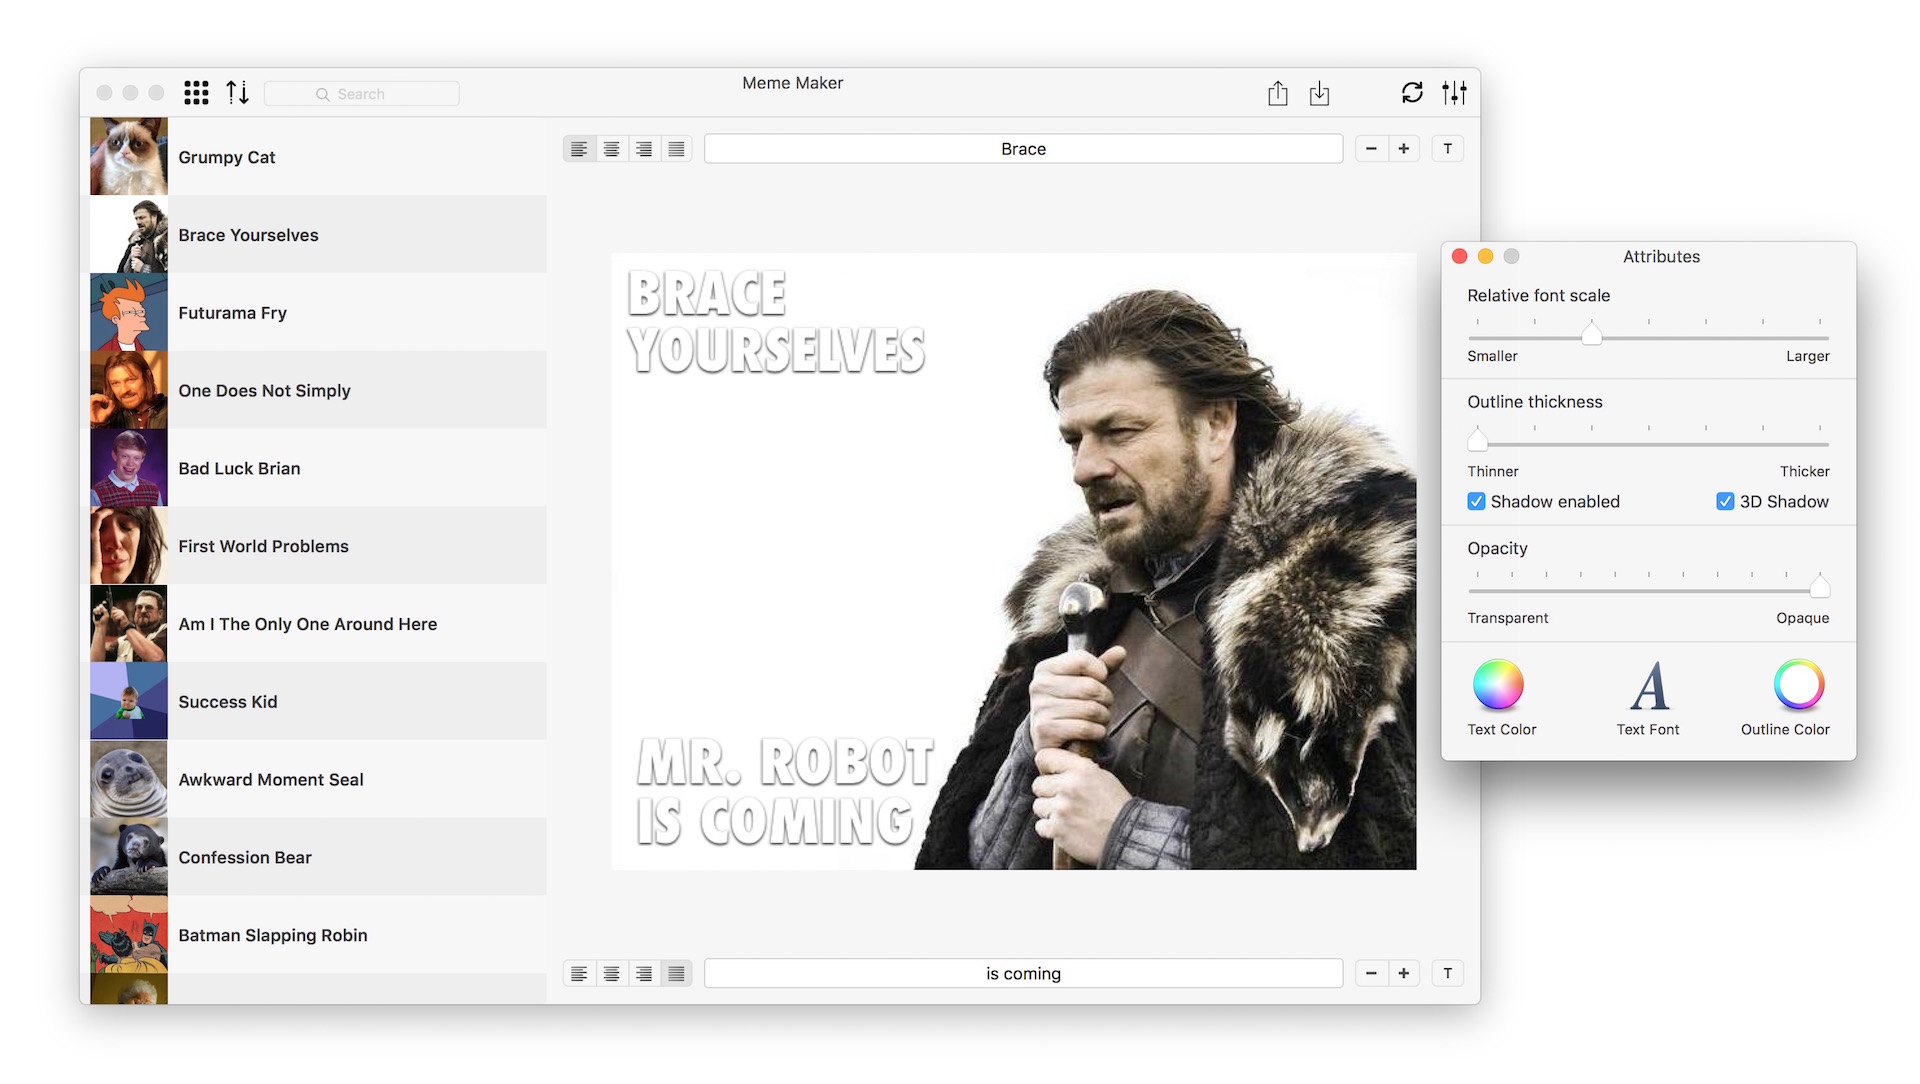 Meme Maker
Search
Grumpy Cat
Brace Yourselves
Futurama Fry
One Does Not Simply
Bad Luck Brian
First World Problems
Am I The Only One Around Here
Success Kid
Awkward Moment Seal
Confession Bear
Batman Slapping Robin
Brace
− + T
BRACE
YOURSELVES
MR. ROBOT
IS COMING
is coming
− + T
Attributes
Relative font scale
Smaller Larger
Outline thickness
Thinner Thicker
Shadow enabled 3D Shadow
Opacity
Transparent Opaque
Text Color Text Font Outline Color